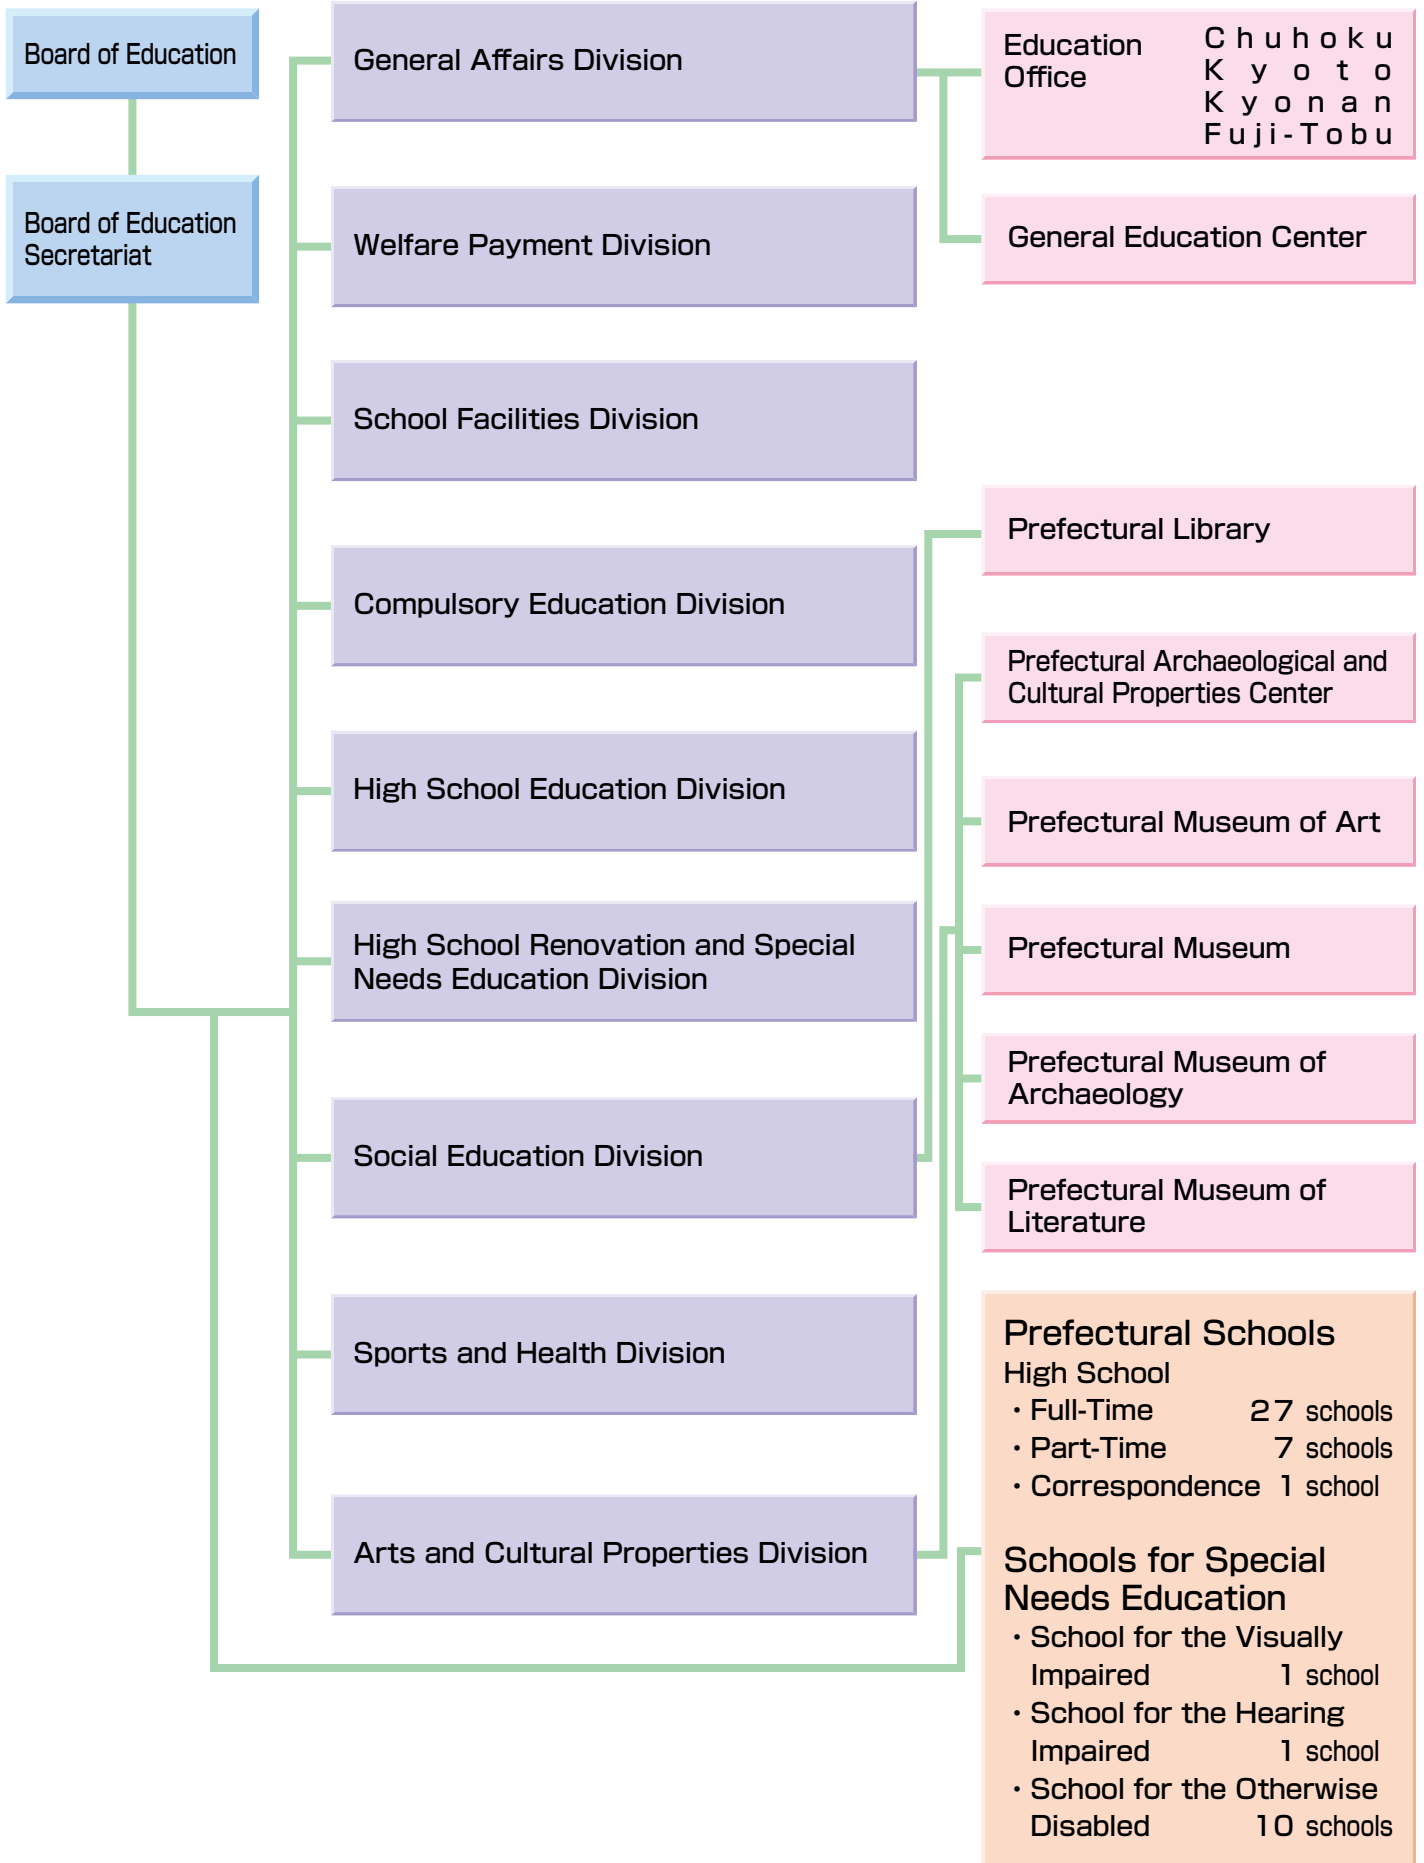 Board of Education
Board of Education
Secretariat
General Affairs Division
Welfare Payment Division
School Facilities Division
Compulsory Education Division
High School Education Division
High School Renovation and Special
Needs Education Division
Social Education Division
Sports and Health Division
Arts and Cultural Properties Division
Education
Office
Chuhoku
Kyoto
Kyonan
Fuji-Tobu
General Education Center
Prefectural Library
Prefectural Archaeological and
Cultural Properties Center
Prefectural Museum of Art
Prefectural Museum
Prefectural Museum of
Archaeology
Prefectural Museum of
Literature
Prefectural Schools
High School
・Full-Time 27 schools
・Part-Time 7 schools
・Correspondence 1 school
Schools for Special
Needs Education
・School for the Visually
Impaired 1 school
・School for the Hearing
Impaired 1 school
・School for the Otherwise
Disabled 10 schools